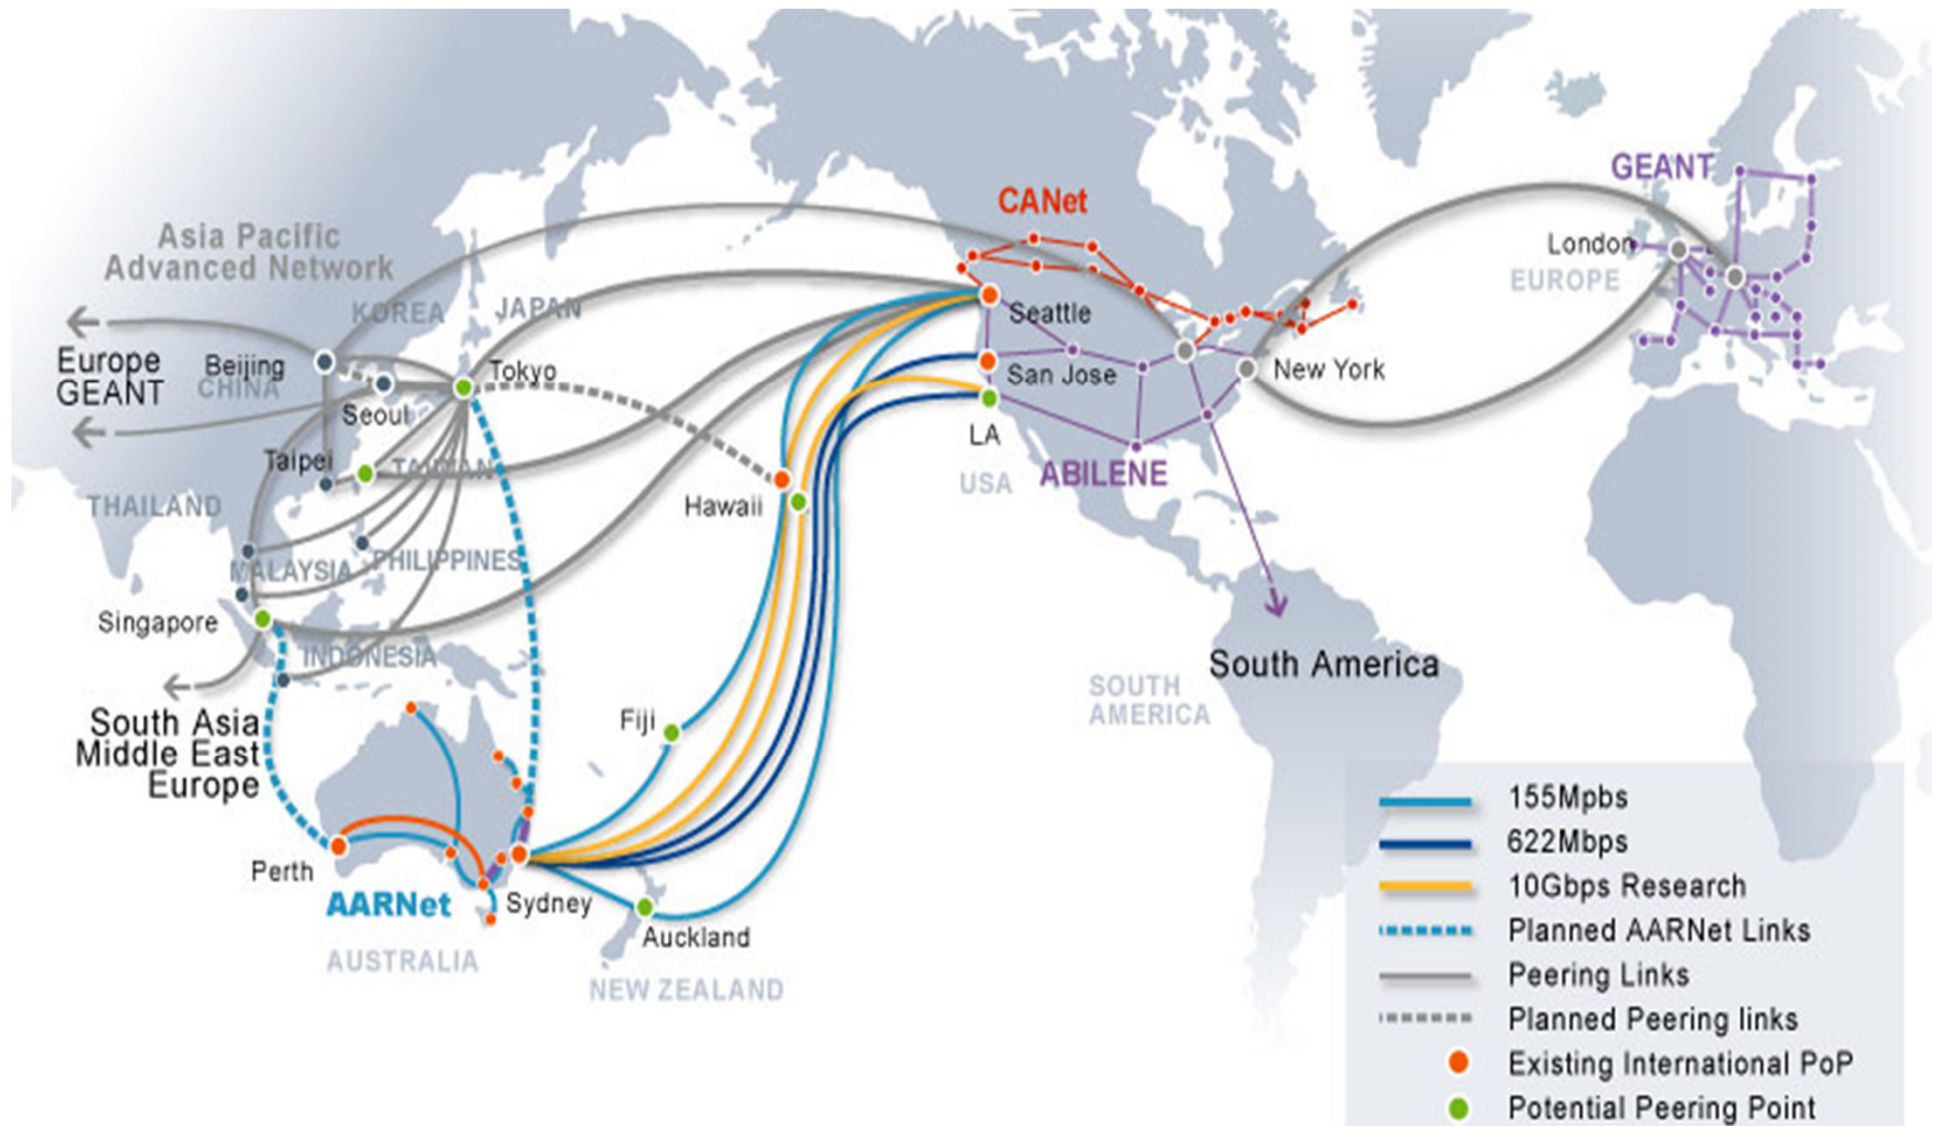 GEANT
CANet
Asia Pacific
Advanced Network
London
EUROPE
KOREA
JAPAN
Seattle
Europe
GEANT
Beijing
CHINA
Tokyo
San Jose
New York
Seoul
LA
Taipei
TAIWAN
USA
ABILENE
THAILAND
Hawaii
MALAYSIA
PHILIPPINES
Singapore
INDONESIA
South America
SOUTH
AMERICA
South Asia
Middle East
Europe
Fiji
Perth
AARNet
Sydney
Auckland
AUSTRALIA
NEW ZEALAND
155Mpbs
622Mbps
10Gbps Research
Planned AARNet Links
Peering Links
Planned Peering links
Existing International PoP
Potential Peering Point